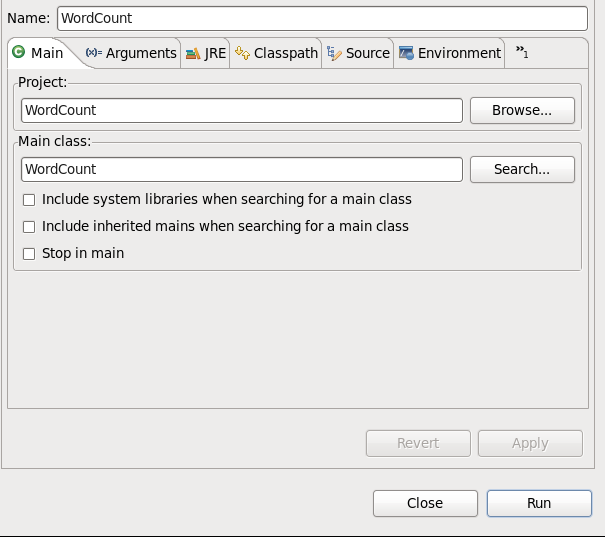 Name: WordCount
Main (x)= Arguments JRE Classpath Source Environment »1
Project:
WordCount Browse...
Main class:
WordCount Search...
Include system libraries when searching for a main class
Include inherited mains when searching for a main class
Stop in main
Revert Apply
Close Run